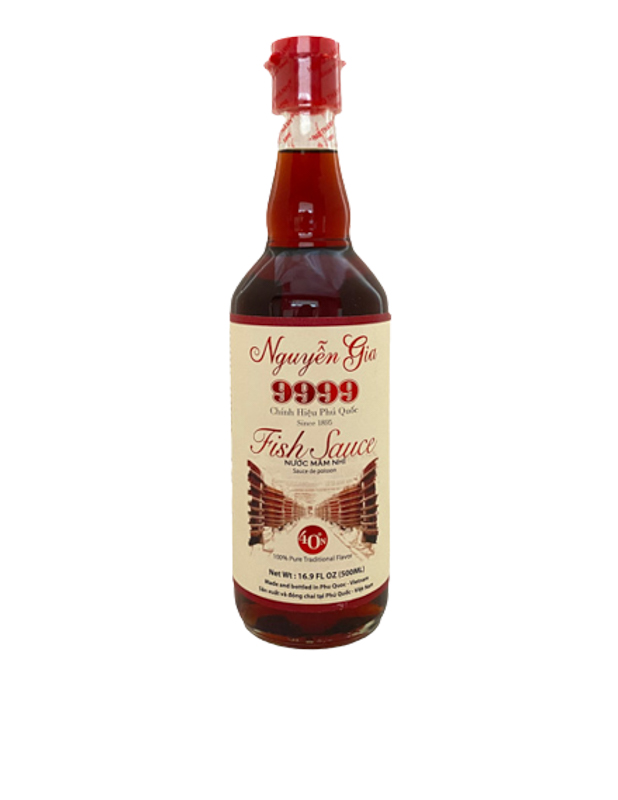 Nguyễn Gia
9999
Chính Hiệu Phú Quốc
Since 1895
Fish Sauce
NƯỚC MẮM NHỈ
Sauce de poisson
40°N
100% Pure Traditional Flavor
Net Wt : 16.9 FL OZ (500ML)
Made and bottled in Phu Quoc - Vietnam
Sản xuất và đóng chai tại Phú Quốc - Việt Nam